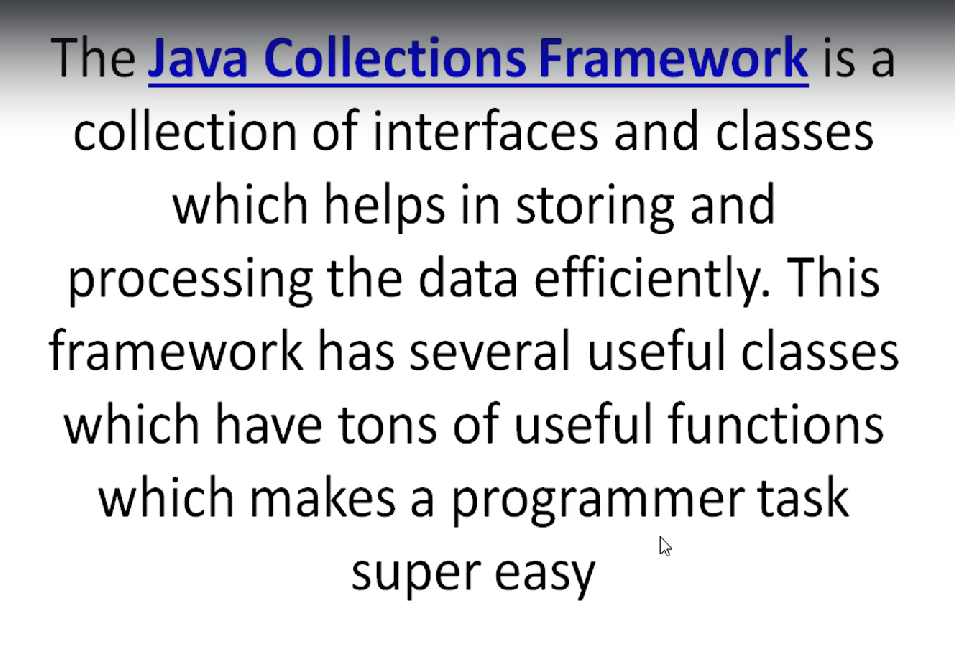 The Java Collections Framework is a
collection of interfaces and classes
which helps in storing and
processing the data efficiently. This
framework has several useful classes
which have tons of useful functions
which makes a programmer task
super easy